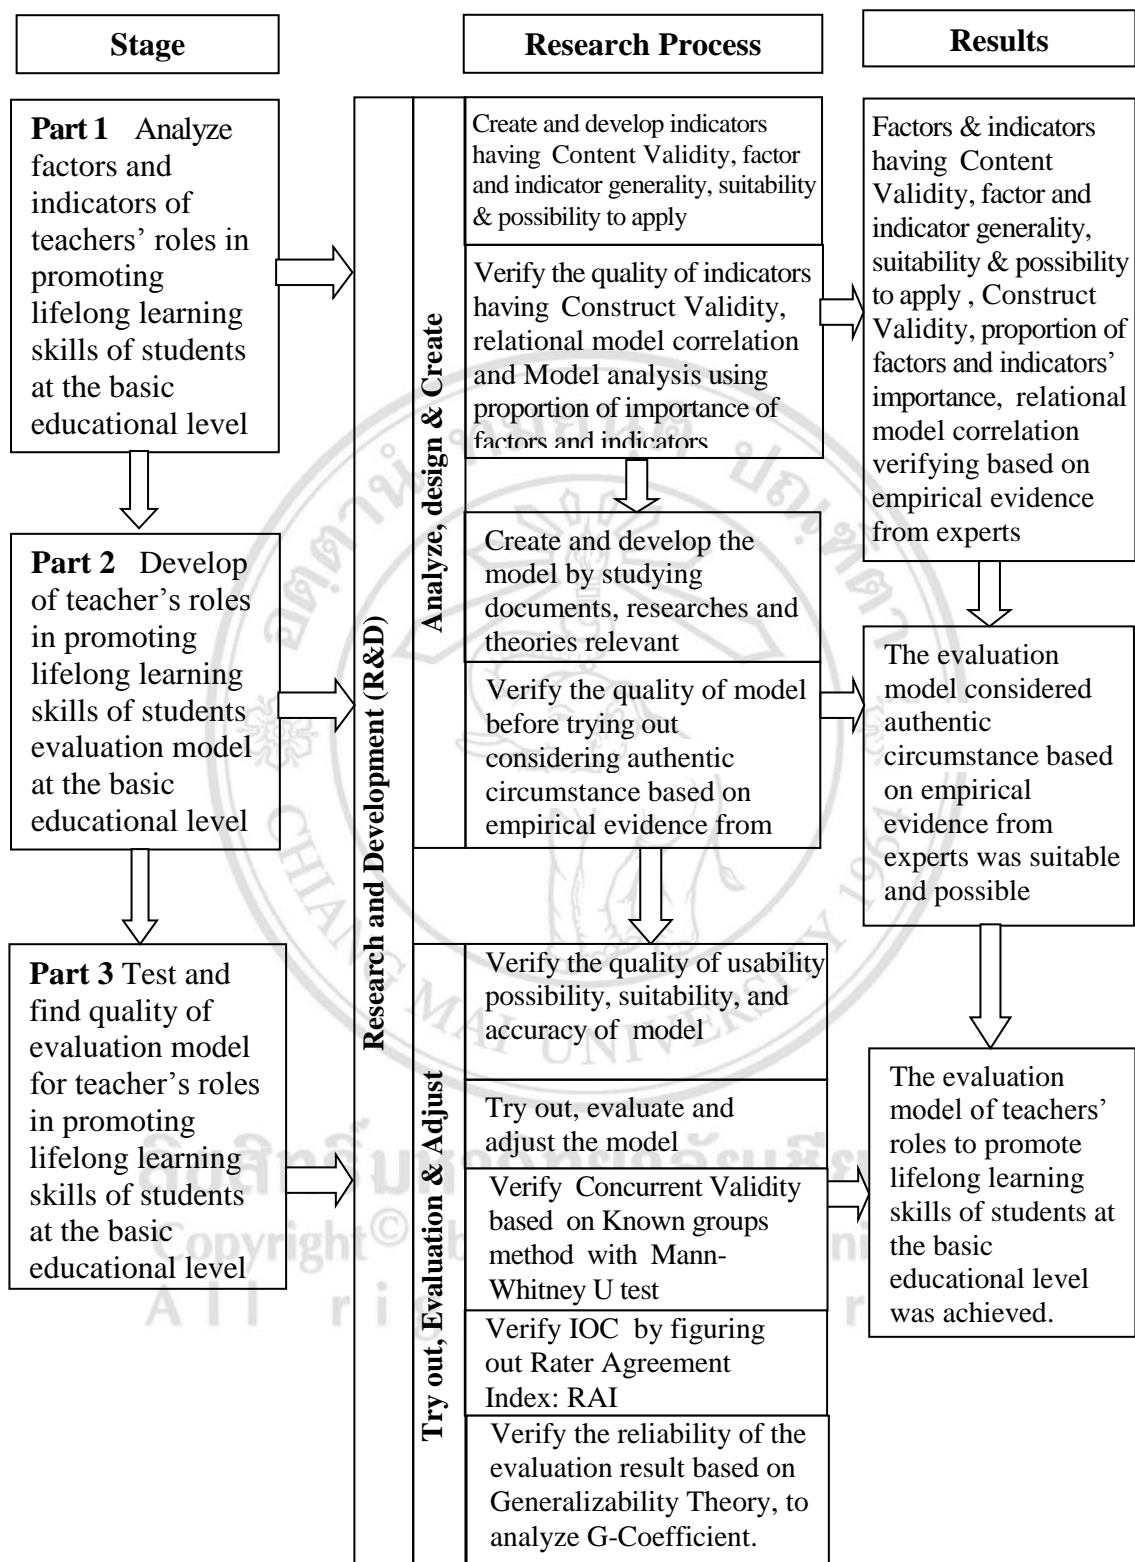 Stage
Research Process
Results
Part 1 Analyze
factors and
indicators of
teachers' roles in
promoting
lifelong learning
skills of students
at the basic
educational level
Part 2 Develop
of teacher's roles
in promoting
lifelong learning
skills of students
evaluation model
at the basic
educational level
Part 3 Test and
find quality of
evaluation model
for teacher's roles
in promoting
lifelong learning
skills of students
at the basic
educational level
Research and Development (R&D)
Analyze, design & Create
Try out, Evaluation & Adjust
Create and develop indicators
having Content Validity, factor
and indicator generality, suitability
& possibility to apply
Verify the quality of indicators
having Construct Validity,
relational model correlation
and Model analysis using
proportion of importance of
factors and indicators
Create and develop the
model by studying
documents, researches and
theories relevant
Verify the quality of model
before trying out
considering authentic
circumstance based on
empirical evidence from
Verify the quality of usability
possibility, suitability, and
accuracy of model
Try out, evaluate and
adjust the model
Verify Concurrent Validity
based on Known groups
method with Mann-
Whitney U test
Verify IOC by figuring
out Rater Agreement
Index: RAI
Verify the reliability of the
evaluation result based on
Generalizability Theory, to
analyze G-Coefficient.
Factors & indicators
having Content
Validity, factor and
indicator generality,
suitability & possibility
to apply , Construct
Validity, proportion of
factors and indicators'
importance, relational
model correlation
verifying based on
empirical evidence
from experts
The evaluation
model considered
authentic
circumstance based
on empirical
evidence from
experts was suitable
and possible
The evaluation
model of teachers'
roles to promote
lifelong learning
skills of students at
the basic
educational level
was achieved.
CHIANG MAI UNIVERSITY 1964
Copyright©
All